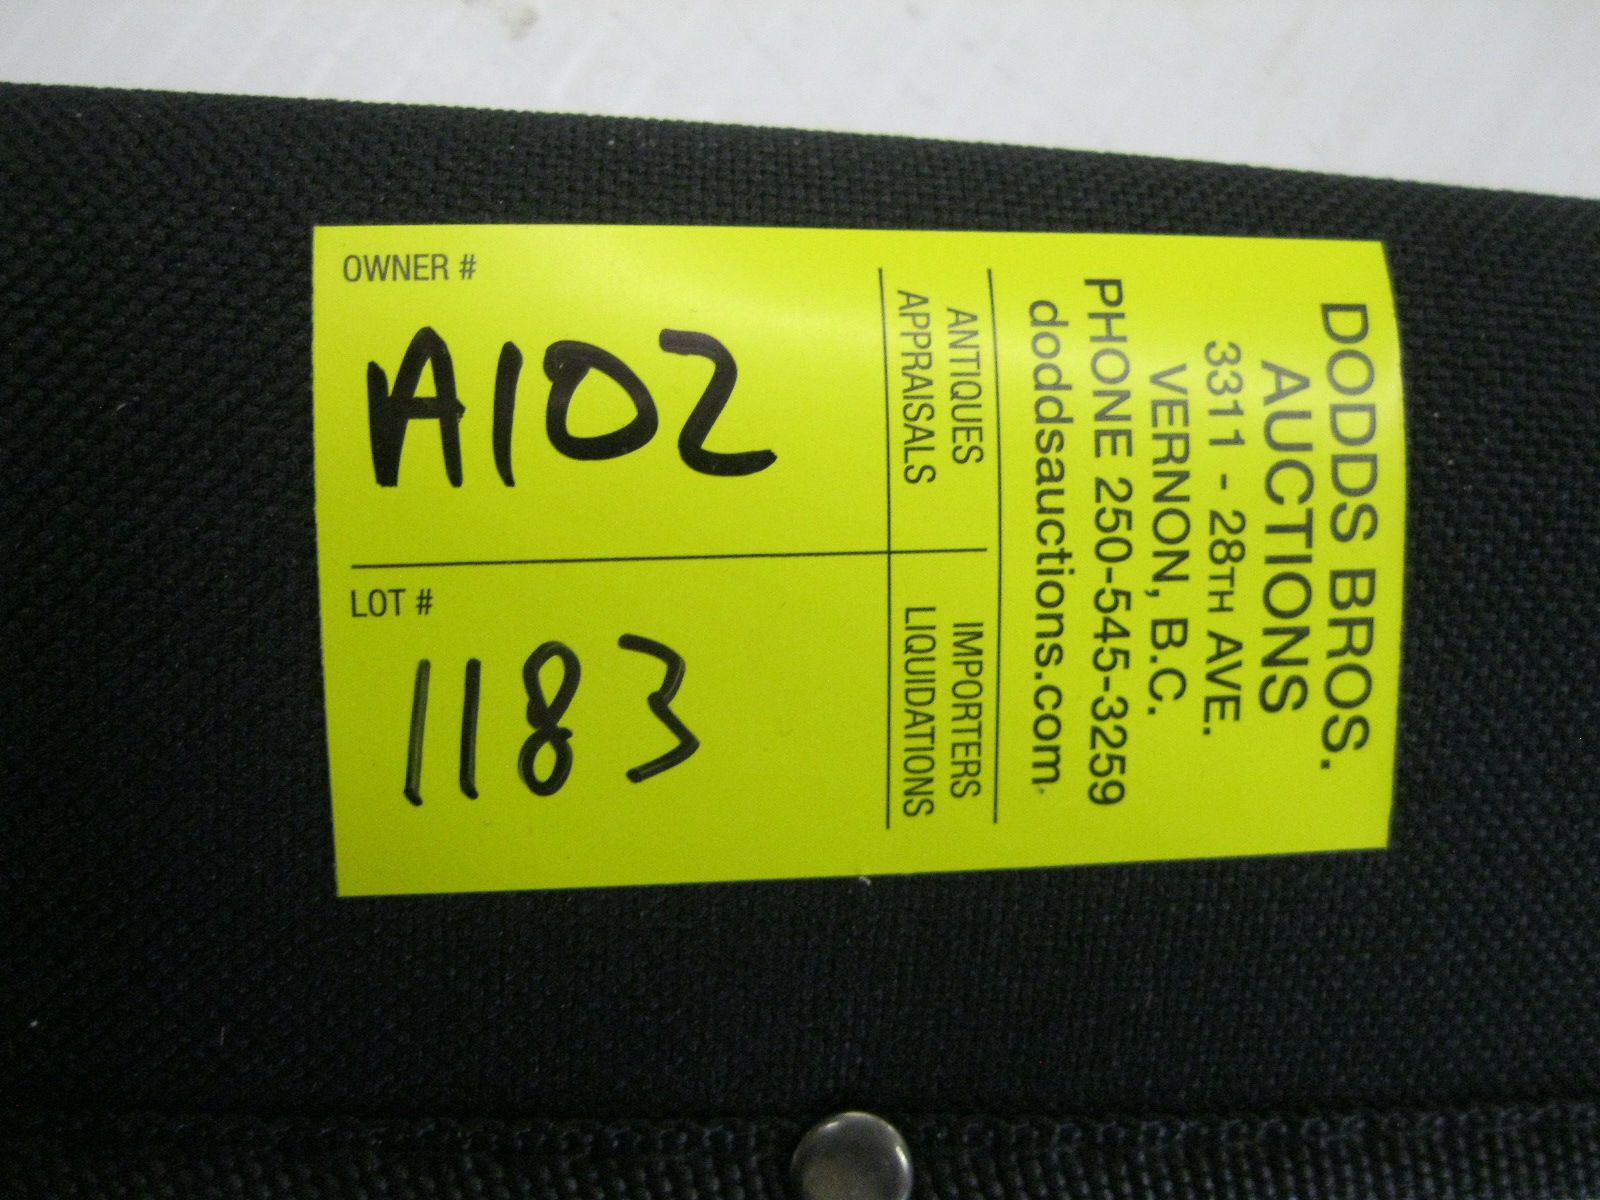 OWNER #
A102
LOT #
1183
DODDS BROS.
AUCTIONS
3311 - 28TH AVE.
VERNON, B.C.
PHONE 250-545-3259
doddsauctions.com
ANTIQUES
APPRAISALS
IMPORTERS
LIQUIDATIONS